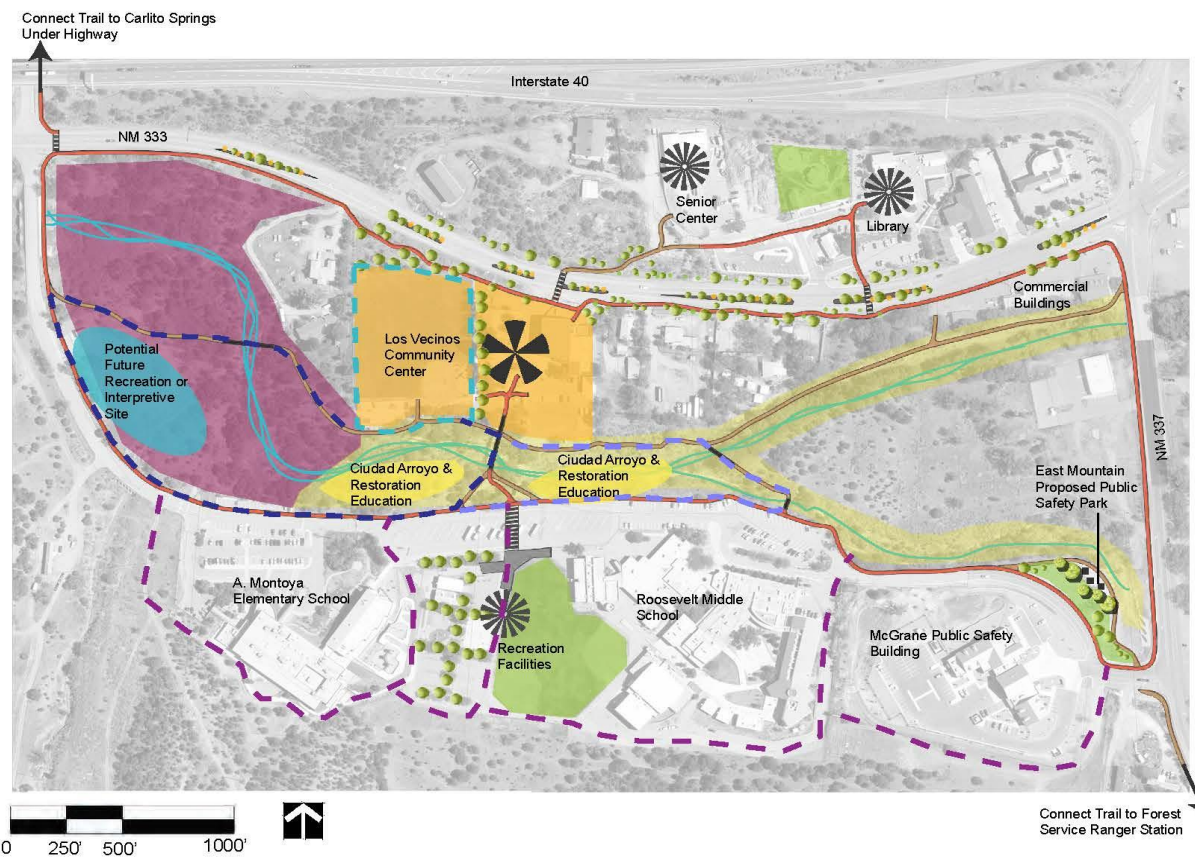 Connect Trail to Carlito Springs
Under Highway
Interstate 40
NM 333
Senior
Center
Library
Commercial
Buildings
Los Vecinos
Community
Center
Potential
Future
Recreation or
Interpretive
Site
NM 337
Ciudad Arroyo &
Restoration
Education
Ciudad Arroyo &
Restoration
Education
East Mountain
Proposed Public
Safety Park
A. Montoya
Elementary School
Roosevelt Middle
School
McGrane Public Safety
Building
Recreation
Facilities
0 250' 500' 1000'
Connect Trail to Forest
Service Ranger Station